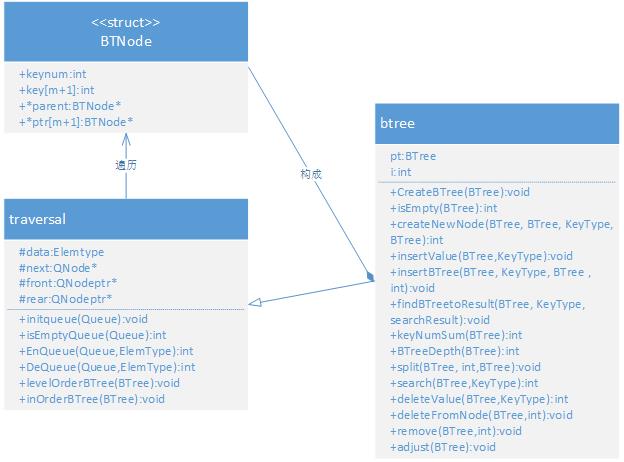 <<struct>>
BTNode
+keynum:int
+key[m+1]:int
+*parent:BTNode*
+*ptr[m+1]:BTNode*
遍历
构成
traversal
#data:Elemtype
#next:QNode*
#front:QNodeptr*
#rear:QNodeptr*
+initqueue(Queue):void
+isEmptyQueue(Queue):int
+EnQueue(Queue,ElemType):int
+DeQueue(Queue,ElemType):int
+levelOrderBTree(BTree):void
+inOrderBTree(BTree):void
btree
pt:BTree
i:int
+CreateBTree(BTree):void
+isEmpty(BTree):int
+createNewNode(BTree, BTree, KeyType,
BTree):int
+insertValue(BTree,KeyType):void
+insertBTree(BTree, KeyType, BTree ,
int):void
+findBTreetoResult(BTree, KeyType,
searchResult):void
+keyNumSum(BTree):int
+BTreeDepth(BTree):int
+split(BTree, int,BTree):void
+search(BTree,KeyType):int
+deleteValue(BTree,KeyType):int
+deleteFromNode(BTree,int):void
+remove(BTree,int):void
+adjust(BTree):void